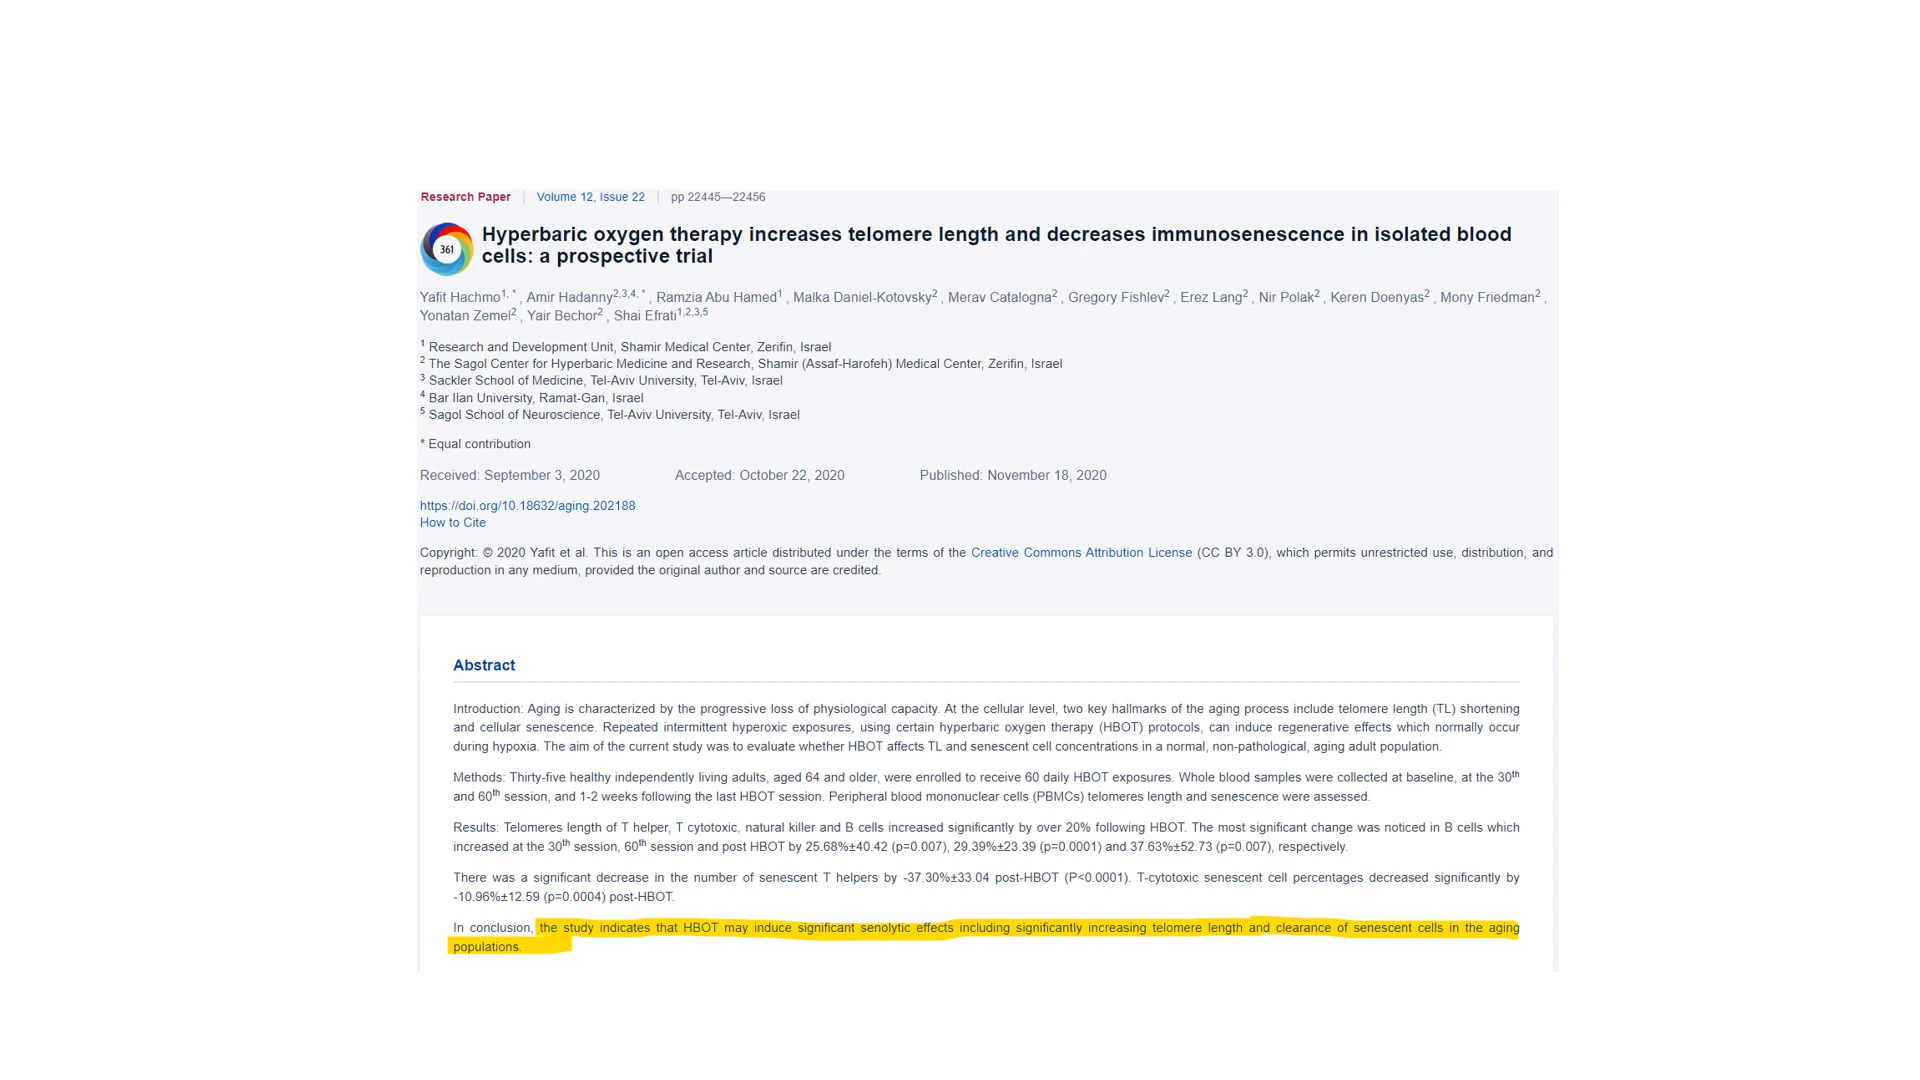 Research Paper | Volume 12, Issue 22 | pp 22445—22456
361
Hyperbaric oxygen therapy increases telomere length and decreases immunosenescence in isolated blood
cells: a prospective trial
Yafit Hachmo1, * , Amir Hadanny2,3,4, * , Ramzia Abu Hamed1 , Malka Daniel-Kotovsky2 , Merav Catalogna2 , Gregory Fishlev2 , Erez Lang2 , Nir Polak2 , Keren Doenyas2 , Mony Friedman2 ,
Yonatan Zemel2 , Yair Bechor2 , Shai Efrati1,2,3,5
1 Research and Development Unit, Shamir Medical Center, Zerifin, Israel
2 The Sagol Center for Hyperbaric Medicine and Research, Shamir (Assaf-Harofeh) Medical Center, Zerifin, Israel
3 Sackler School of Medicine, Tel-Aviv University, Tel-Aviv, Israel
4 Bar Ilan University, Ramat-Gan, Israel
5 Sagol School of Neuroscience, Tel-Aviv University, Tel-Aviv, Israel
* Equal contribution
Received: September 3, 2020 Accepted: October 22, 2020 Published: November 18, 2020
https://doi.org/10.18632/aging.202188
How to Cite
Copyright: © 2020 Yafit et al. This is an open access article distributed under the terms of the Creative Commons Attribution License (CC BY 3.0), which permits unrestricted use, distribution, and
reproduction in any medium, provided the original author and source are credited.
Abstract
Introduction: Aging is characterized by the progressive loss of physiological capacity. At the cellular level, two key hallmarks of the aging process include telomere length (TL) shortening
and cellular senescence. Repeated intermittent hyperoxic exposures, using certain hyperbaric oxygen therapy (HBOT) protocols, can induce regenerative effects which normally occur
during hypoxia. The aim of the current study was to evaluate whether HBOT affects TL and senescent cell concentrations in a normal, non-pathological, aging adult population.
Methods: Thirty-five healthy independently living adults, aged 64 and older, were enrolled to receive 60 daily HBOT exposures. Whole blood samples were collected at baseline, at the 30th
and 60th session, and 1-2 weeks following the last HBOT session. Peripheral blood mononuclear cells (PBMCs) telomeres length and senescence were assessed.
Results: Telomeres length of T helper, T cytotoxic, natural killer and B cells increased significantly by over 20% following HBOT. The most significant change was noticed in B cells which
increased at the 30th session, 60th session and post HBOT by 25.68%±40.42 (p=0.007), 29.39%±23.39 (p=0.0001) and 37.63%±52.73 (p=0.007), respectively.
There was a significant decrease in the number of senescent T helpers by -37.30%±33.04 post-HBOT (P<0.0001). T-cytotoxic senescent cell percentages decreased significantly by
-10.96%±12.59 (p=0.0004) post-HBOT.
In conclusion, the study indicates that HBOT may induce significant senolytic effects including significantly increasing telomere length and clearance of senescent cells in the aging
populations.